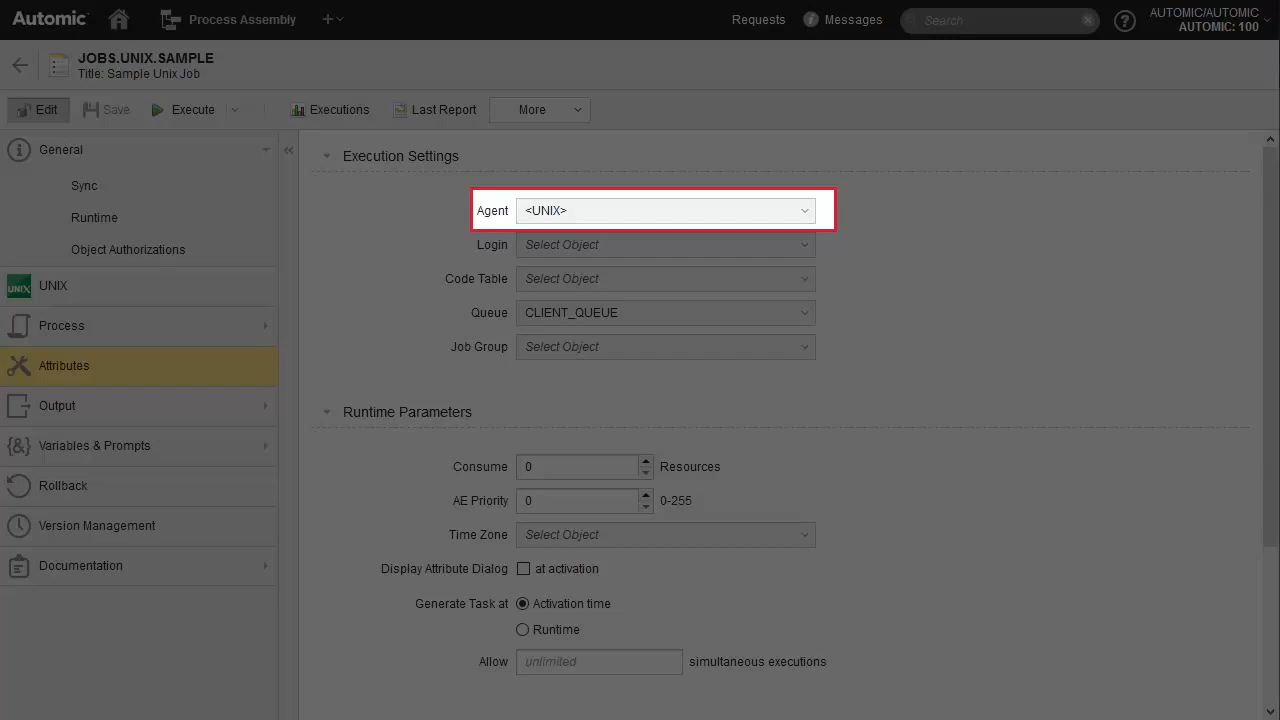 Automic
Process Assembly
Requests
Messages
Search
AUTOMIC/AUTOMIC
AUTOMIC: 100
JOBS.UNIX.SAMPLE
Title: Sample Unix Job
Edit
Save
Execute
Executions
Last Report
More
General
Sync
Runtime
Object Authorizations
UNIX
UNIX
Process
Attributes
Output
Variables & Prompts
Rollback
Version Management
Documentation
Execution Settings
Agent <UNIX>
Login Select Object
Code Table Select Object
Queue CLIENT_QUEUE
Job Group Select Object
Runtime Parameters
Consume 0 Resources
AE Priority 0 0-255
Time Zone Select Object
Display Attribute Dialog at activation
Generate Task at Activation time
Runtime
Allow unlimited simultaneous executions